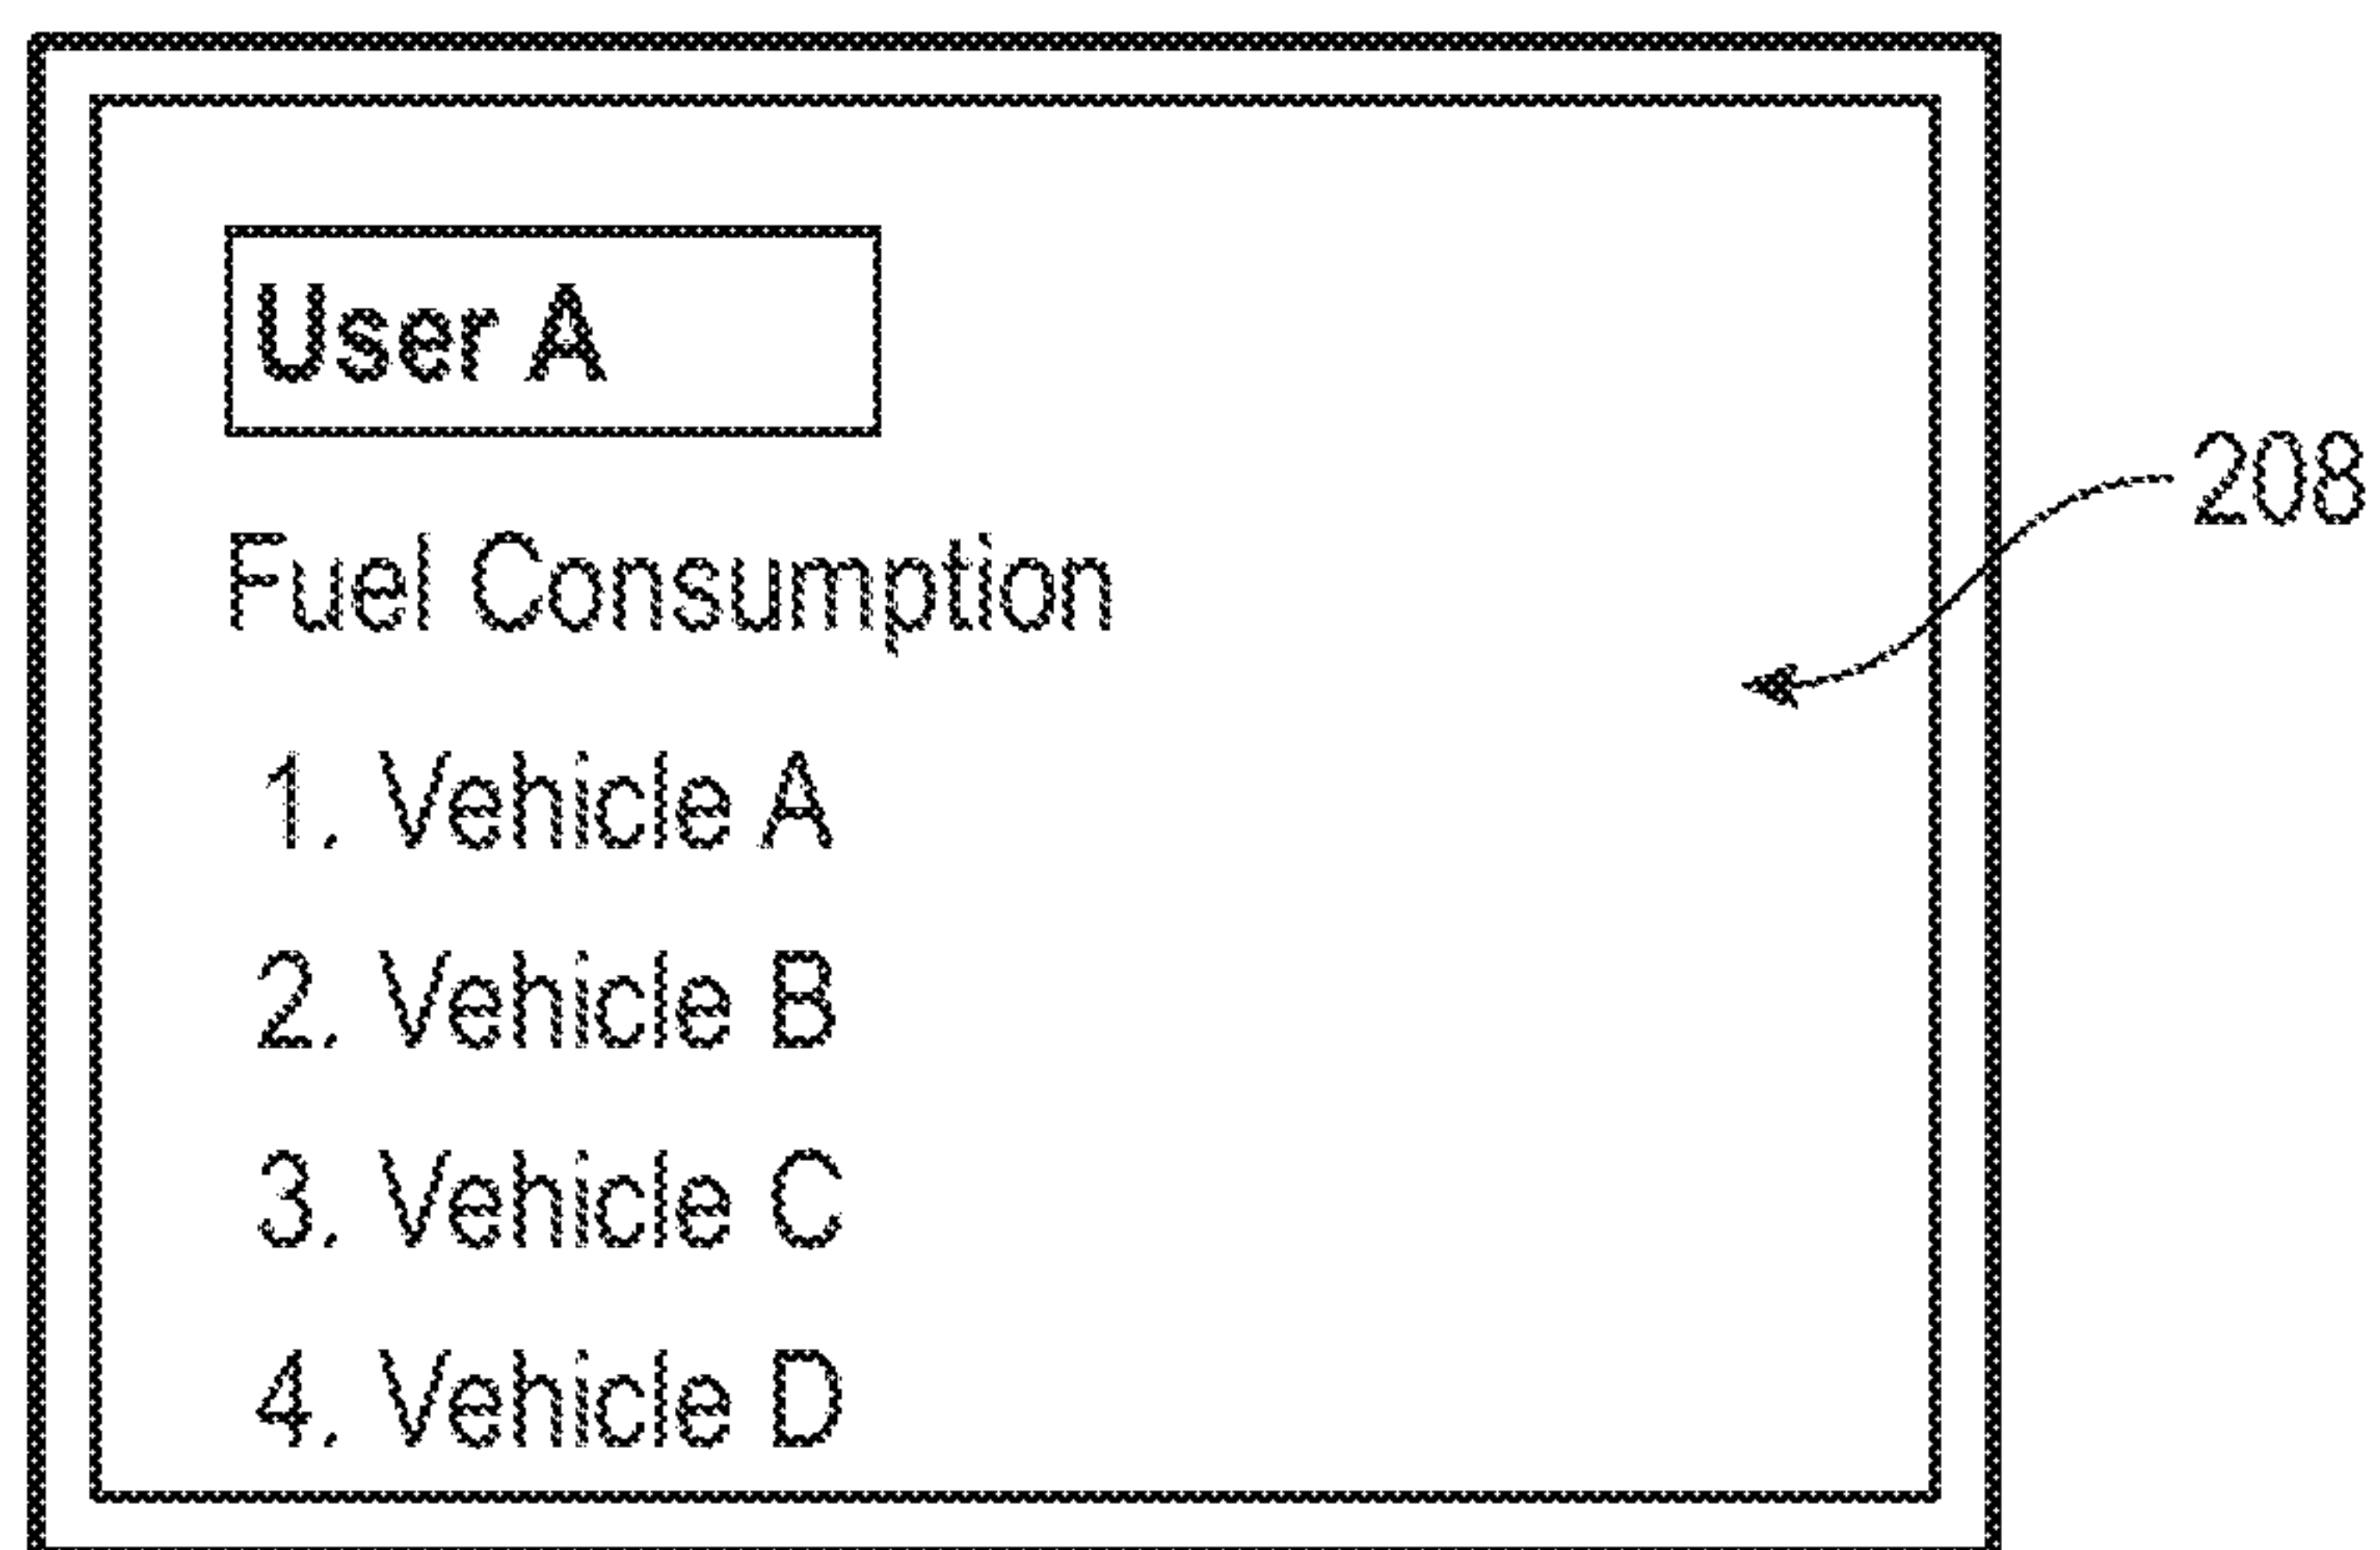 User A
Fuel Consumption
208
1. Vehicle A
2. Vehicle B
3. Vehicle C
4. Vehicle D